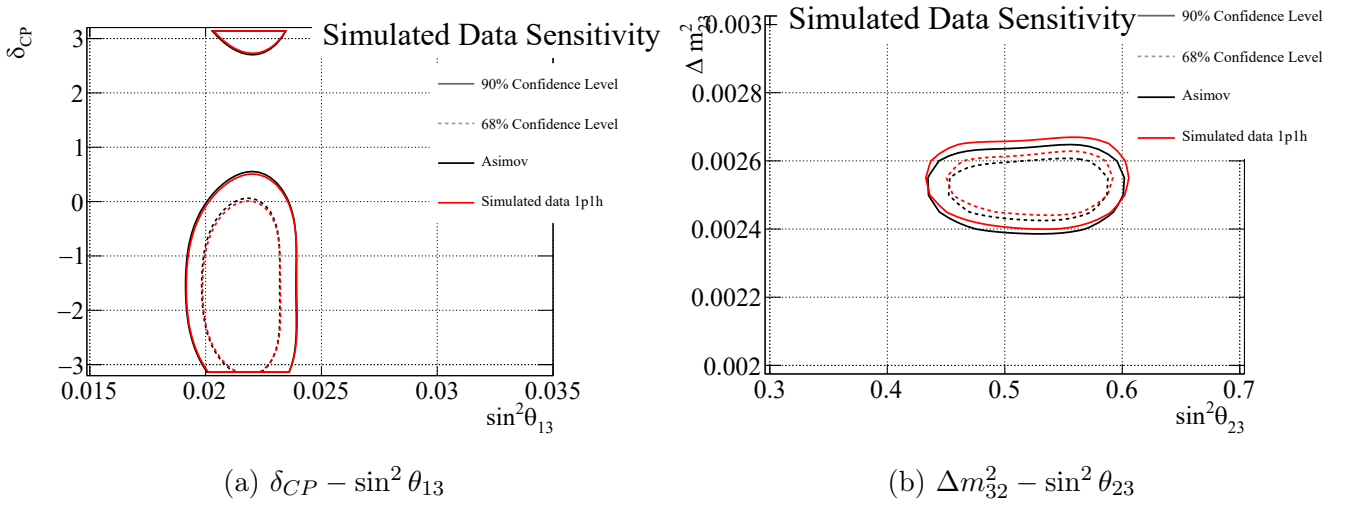 Simulated Data Sensitivity
δCP
3
2
1
0
−1
−2
−3
0.015 0.02 0.025 0.03 0.035
sin²θ13
90% Confidence Level
68% Confidence Level
Asimov
Simulated data 1p1h
(a) δCP − sin² θ13
Simulated Data Sensitivity
Δ m²32
0.003
0.0028
0.0026
0.0024
0.0022
0.002
0.3 0.4 0.5 0.6 0.7
sin²θ23
90% Confidence Level
68% Confidence Level
Asimov
Simulated data 1p1h
(b) Δm²32 − sin² θ23